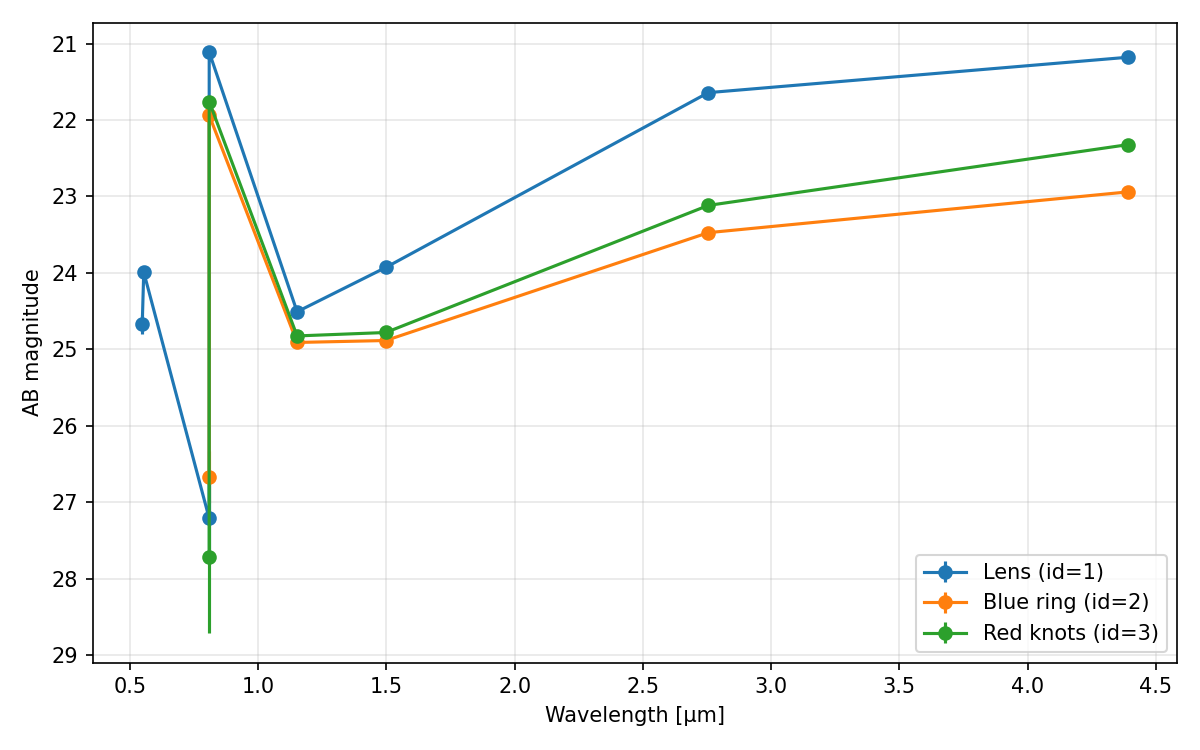 21
22
23
24
25
26
27
28
29
AB magnitude
0.5 1.0 1.5 2.0 2.5 3.0 3.5 4.0 4.5
Wavelength [μm]
Lens (id=1)
Blue ring (id=2)
Red knots (id=3)